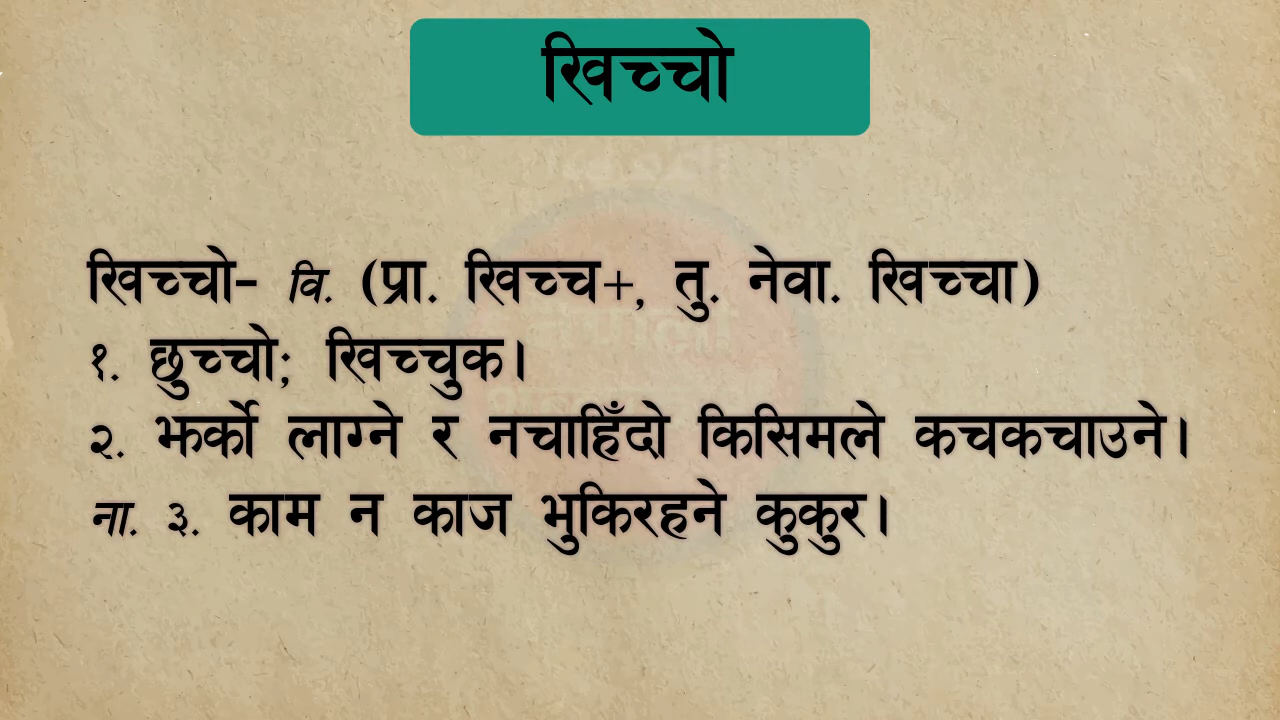 खिच्चो
खिच्चो- वि. (प्रा. खिच्च+, तु. नेवा. खिच्चा)
१. छुच्चो; खिच्चुक।
२. झर्को लाग्ने र नचाहिँदो किसिमले कचकचाउने।
ना. ३. काम न काज भुकिरहने कुकुर।